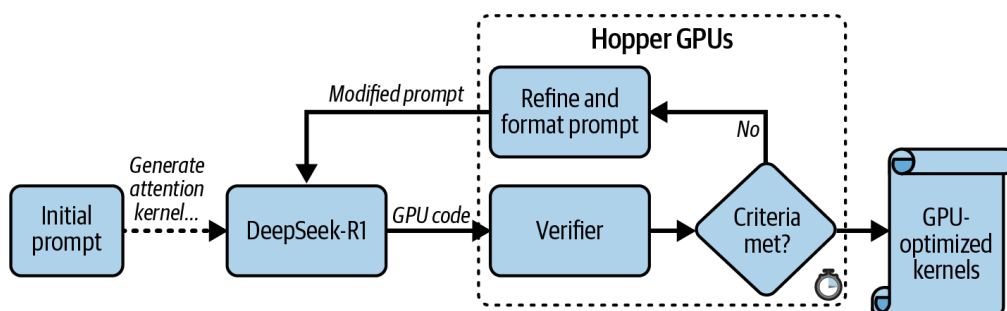 Hopper GPUs
Modified prompt
Refine and
format prompt
No
Generate
attention
kernel...
Initial
prompt
DeepSeek-R1
GPU code
Verifier
Criteria
met?
GPU-
optimized
kernels